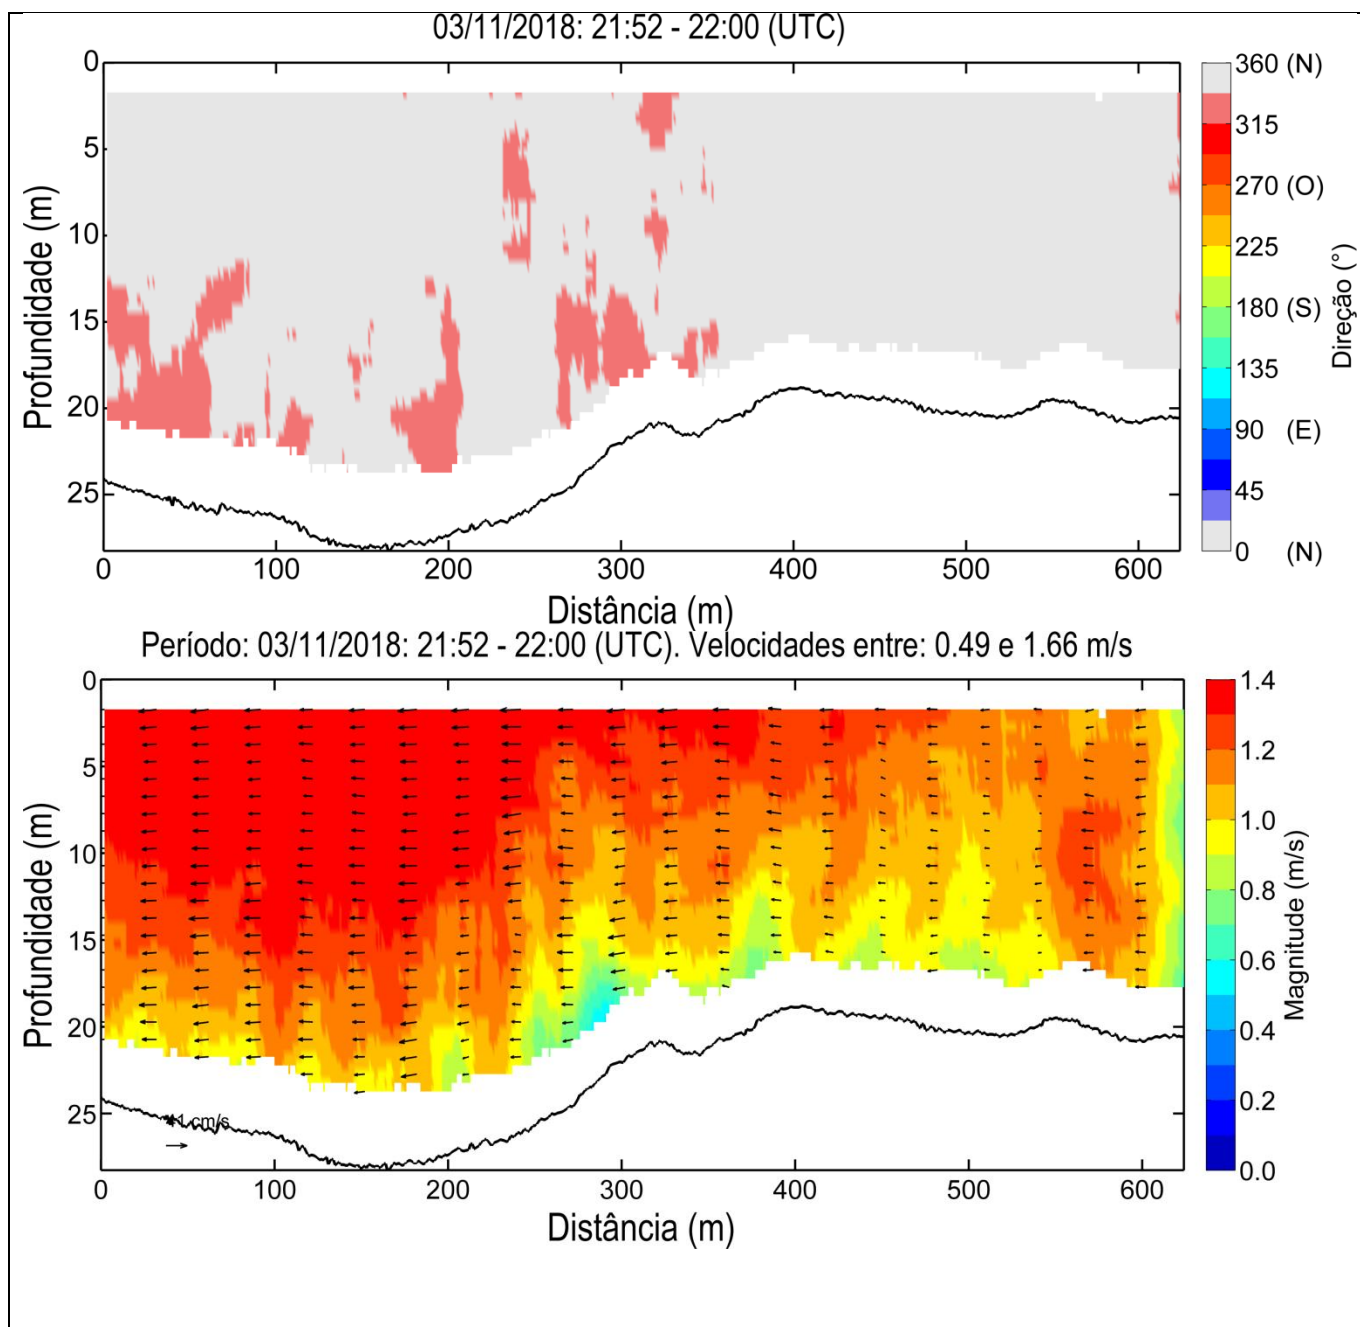 03/11/2018: 21:52 - 22:00 (UTC)
0
5
10
15
20
25
Profundidade (m)
0 100 200 300 400 500 600
Distância (m)
360 (N)
315
270 (O)
225
180 (S)
135
90 (E)
45
0 (N)
Direção (°)
Período: 03/11/2018: 21:52 - 22:00 (UTC). Velocidades entre: 0.49 e 1.66 m/s
0
5
10
15
20
25
Profundidade (m)
cm/s
0 100 200 300 400 500 600
Distância (m)
1.4
1.2
1.0
0.8
0.6
0.4
0.2
0.0
Magnitude (m/s)